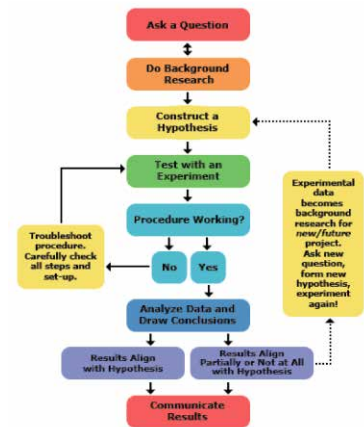 Ask a Question
Do Background
Research
Construct a
Hypothesis
Test with an
Experiment
Procedure Working?
No
Yes
Troubleshoot
procedure.
Carefully check
all steps and
set-up.
Experimental
data
becomes
background
research for
new/future
project.
Ask new
question,
form new
hypothesis,
experiment
again!
Analyze Data and
Draw Conclusions
Results Align
with Hypothesis
Results Align
Partially or Not at All
with Hypothesis
Communicate
Results